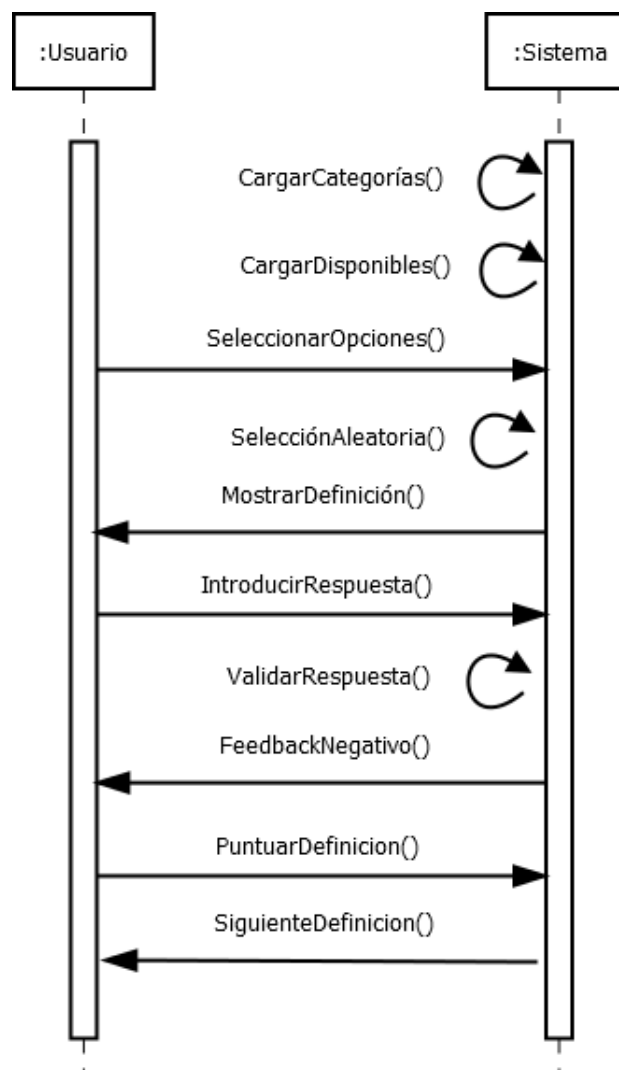 :Usuario
:Sistema
CargarCategorías()
CargarDisponibles()
SeleccionarOpciones()
SelecciónAleatoria()
MostrarDefinición()
IntroducirRespuesta()
ValidarRespuesta()
FeedbackNegativo()
PuntuarDefinicion()
SiguienteDefinicion()